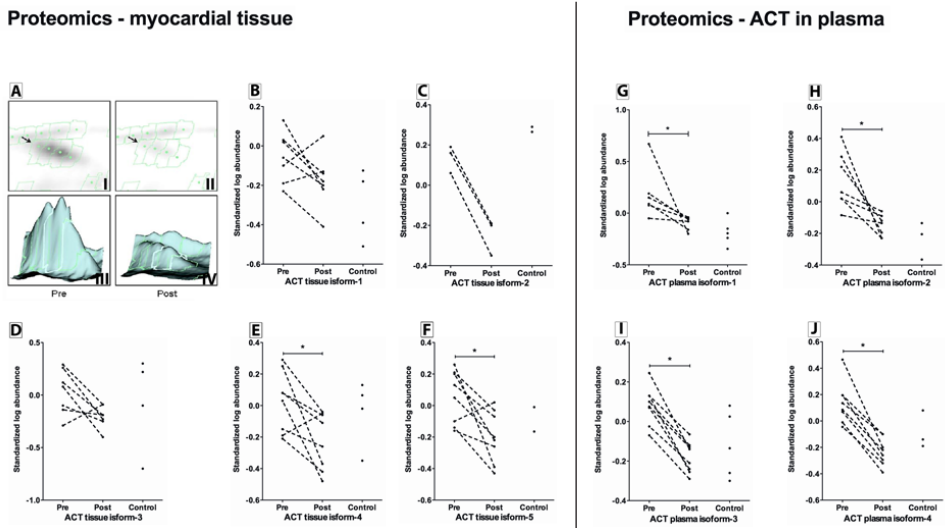 Proteomics - myocardial tissue
Proteomics - ACT in plasma
A
I
II
III
IV
Pre
Post
B
Standardized log abundance
0.2
0.0
-0.2
-0.4
-0.6
Pre
Post
Control
ACT tissue isform-1
C
Standardized log abundance
0.4
0.2
0.0
-0.2
-0.4
Pre
Post
Control
ACT tissue isform-2
G
Standardized log abundance
1.0
0.5
0.0
-0.5
*
Pre
Post
Control
ACT plasma isoform-1
H
Standardized log abundance
0.6
0.4
0.2
0.0
-0.2
-0.4
*
Pre
Post
Control
ACT plasma isoform-2
D
Standardized log abundance
0.5
0.0
-0.5
-1.0
Pre
Post
Control
ACT tissue isform-3
E
Standardized log abundance
0.4
0.2
0.0
-0.2
-0.4
-0.6
*
Pre
Post
Control
ACT tissue isform-4
F
Standardized log abundance
0.4
0.2
0.0
-0.2
-0.4
-0.6
*
Pre
Post
Control
ACT tissue isform-5
I
Standardized log abundance
0.4
0.2
0.0
-0.2
-0.4
*
Pre
Post
Control
ACT plasma isoform-3
J
Standardized log abundance
0.6
0.4
0.2
0.0
-0.2
-0.4
-0.6
*
Pre
Post
Control
ACT plasma isoform-4